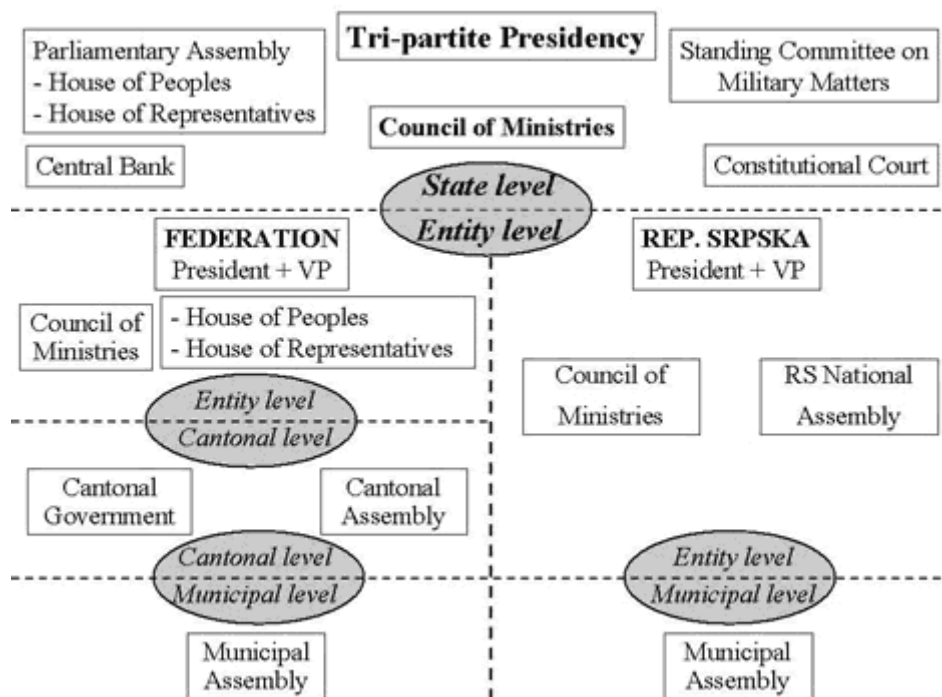 Tri-partite Presidency
Parliamentary Assembly
- House of Peoples
- House of Representatives
Standing Committee on
Military Matters
Council of Ministries
Central Bank
Constitutional Court
State level
Entity level
FEDERATION
President + VP
REP. SRPSKA
President + VP
Council of
Ministries
- House of Peoples
- House of Representatives
Council of
Ministries
RS National
Assembly
Entity level
Cantonal level
Cantonal
Government
Cantonal
Assembly
Cantonal level
Municipal level
Entity level
Municipal level
Municipal
Assembly
Municipal
Assembly